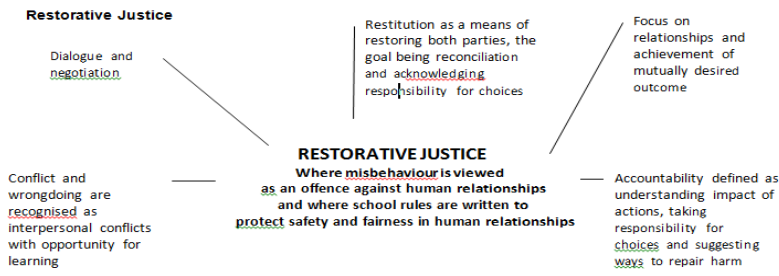 Restorative Justice
Dialogue and
negotiation
Restitution as a means of
restoring both parties, the
goal being reconciliation
and acknowledging
responsibility for choices
Focus on
relationships and
achievement of
mutually desired
outcome
RESTORATIVE JUSTICE
Where misbehaviour is viewed
as an offence against human relationships
and where school rules are written to
protect safety and fairness in human relationships
Conflict and
wrongdoing are
recognised as
interpersonal conflicts
with opportunity for
learning
Accountability defined as
understanding impact of
actions, taking
responsibility for
choices and suggesting
ways to repair harm